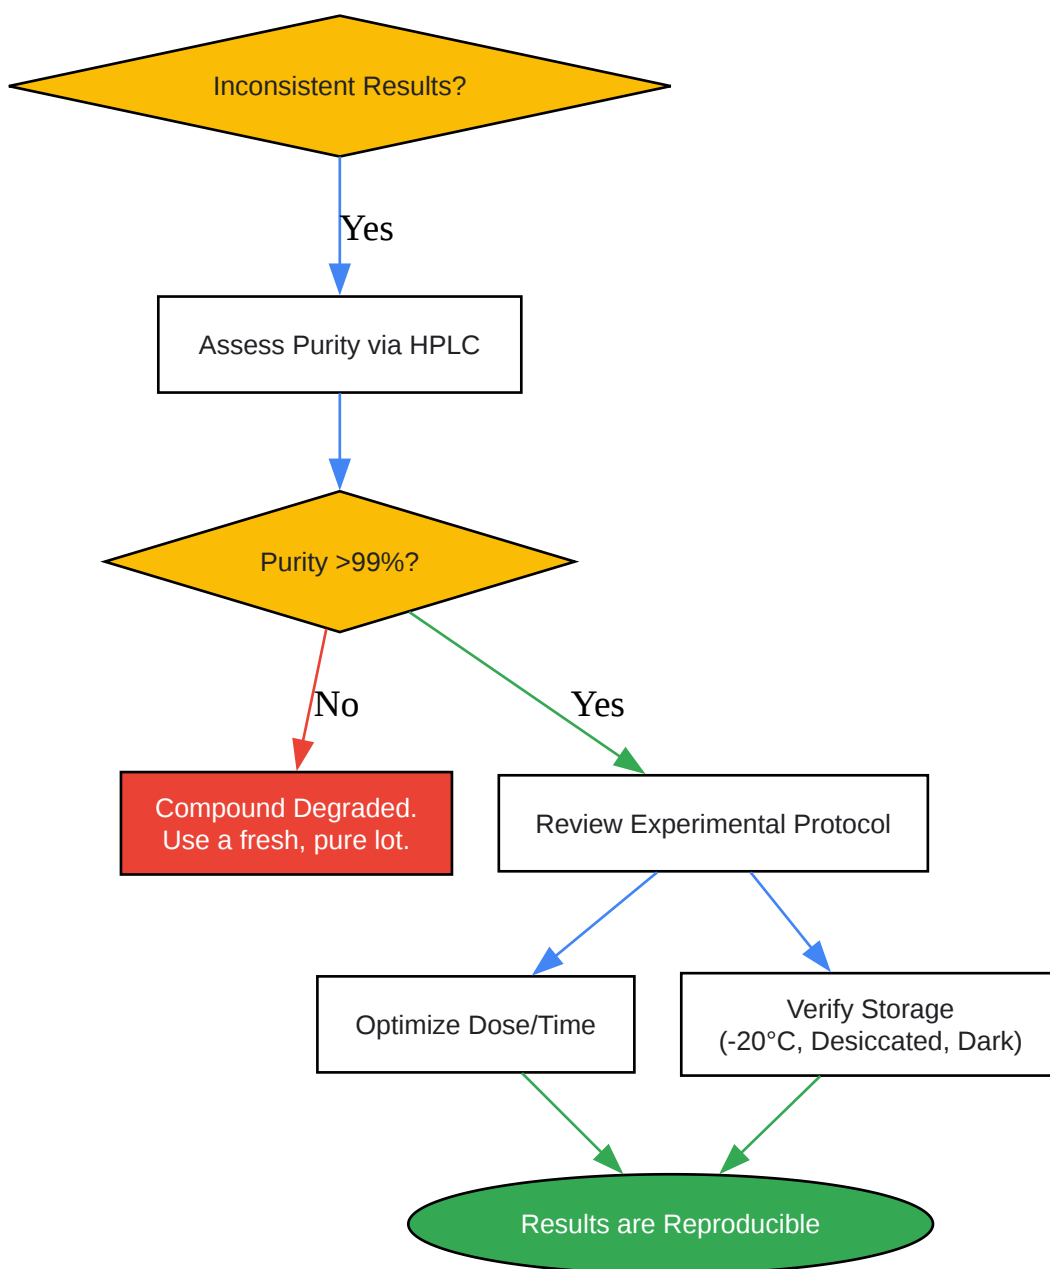 Inconsistent Results?
Yes
Assess Purity via HPLC
Purity >99%?
No
Yes
Compound Degraded.
Use a fresh, pure lot.
Review Experimental Protocol
Optimize Dose/Time
Verify Storage
(-20°C, Desiccated, Dark)
Results are Reproducible